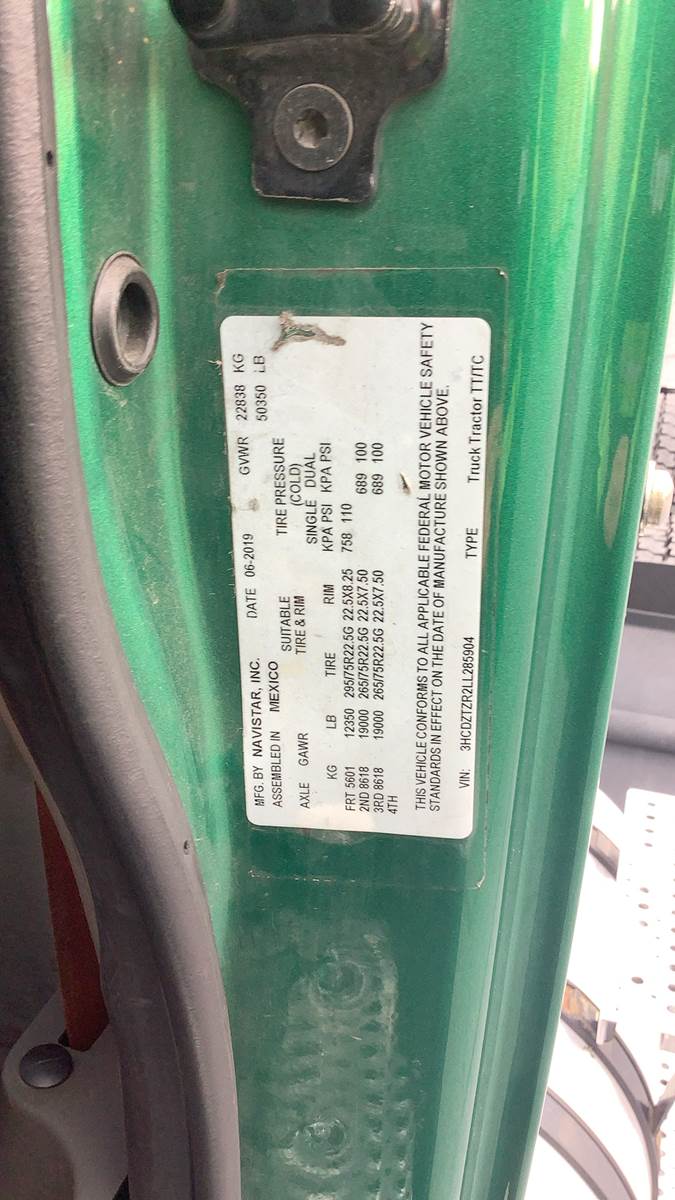 MFG. BY NAVISTAR, INC. DATE 06-2019 GVWR 22838 KG
ASSEMBLED IN MEXICO 50350 LB
SUITABLE TIRE PRESSURE
AXLE GAWR TIRE & RIM (COLD)
SINGLE DUAL
KG LB TIRE RIM KPA PSI KPA PSI
FRT 5601 12350 295/75R22.5G 22.5X8.25 758 110
2ND 8618 19000 265/75R22.5G 22.5X7.50 689 100
3RD 8618 19000 265/75R22.5G 22.5X7.50 689 100
4TH
THIS VEHICLE CONFORMS TO ALL APPLICABLE FEDERAL MOTOR VEHICLE SAFETY
STANDARDS IN EFFECT ON THE DATE OF MANUFACTURE SHOWN ABOVE.
VIN: 3HCDZTZR2LL285904 TYPE Truck Tractor TT/TC